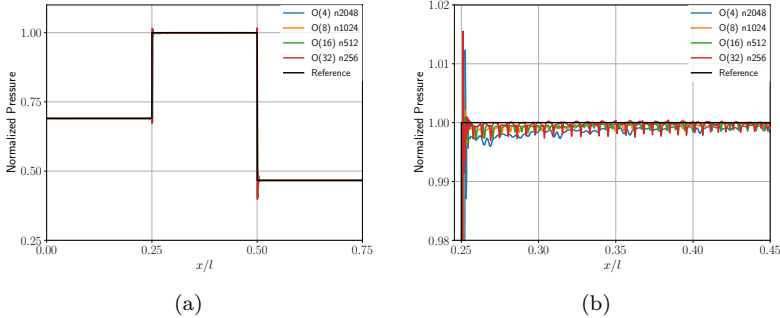 1.00
0.75
0.50
0.25
0.00
0.25
0.50
0.75
Normalized Pressure
x/l
O(4) n2048
O(8) n1024
O(16) n512
O(32) n256
Reference
(a)
1.02
1.01
1.00
0.99
0.98
0.25
0.30
0.35
0.40
0.45
Normalized Pressure
x/l
O(4) n2048
O(8) n1024
O(16) n512
O(32) n256
Reference
(b)